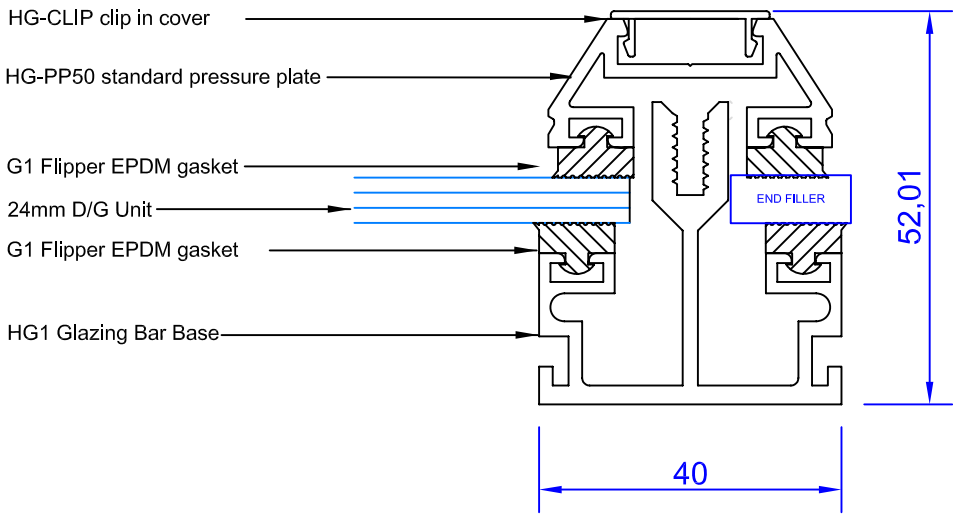 HG-CLIP clip in cover
HG-PP50 standard pressure plate
G1 Flipper EPDM gasket
24mm D/G Unit
G1 Flipper EPDM gasket
HG1 Glazing Bar Base
END FILLER
52,01
40